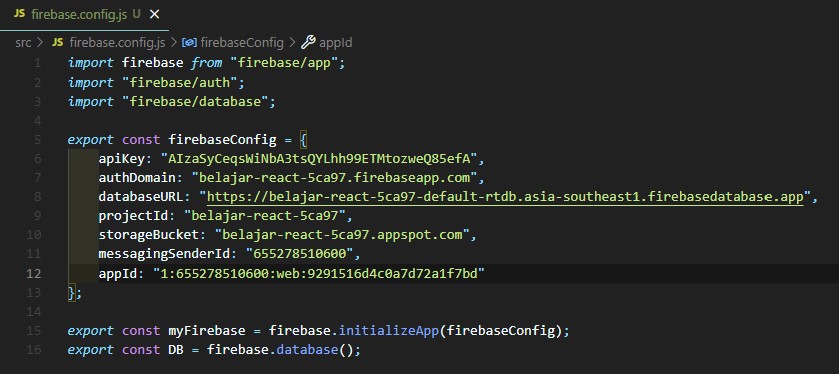 JS firebase.config.js U ×
src > JS firebase.config.js > firebaseConfig > appId
1 import firebase from "firebase/app";
2 import "firebase/auth";
3 import "firebase/database";
4
5 export const firebaseConfig = {
6 apiKey: "AIzaSyCeqsWiNbA3tsQYLhh99ETMtozweQ85efA",
7 authDomain: "belajar-react-5ca97.firebaseapp.com",
8 databaseURL: "https://belajar-react-5ca97-default-rtdb.asia-southeast1.firebasedatabase.app",
9 projectId: "belajar-react-5ca97",
10 storageBucket: "belajar-react-5ca97.appspot.com",
11 messagingSenderId: "655278510600",
12 appId: "1:655278510600:web:9291516d4c0a7d72a1f7bd"
13 };
14
15 export const myFirebase = firebase.initializeApp(firebaseConfig);
16 export const DB = firebase.database();